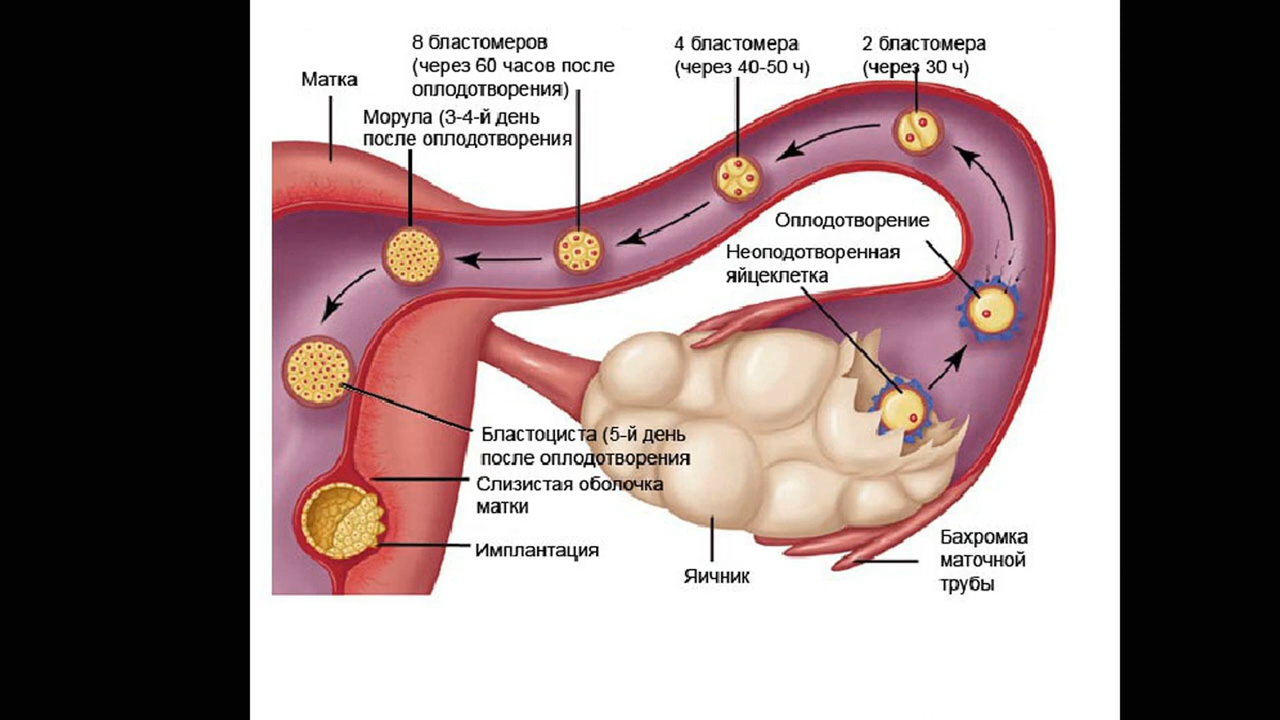 8 бластомеров
(через 60 часов после
оплодотворения)
4 бластомера
(через 40-50 ч)
2 бластомера
(через 30 ч)
Матка
Морула (3-4-й день
после оплодотворения
Оплодотворение
Неоподотворенная
яйцеклетка
Бластоциста (5-й день
после оплодотворения
Слизистая оболочка
матки
Имплантация
Яичник
Бахромка
маточной
трубы